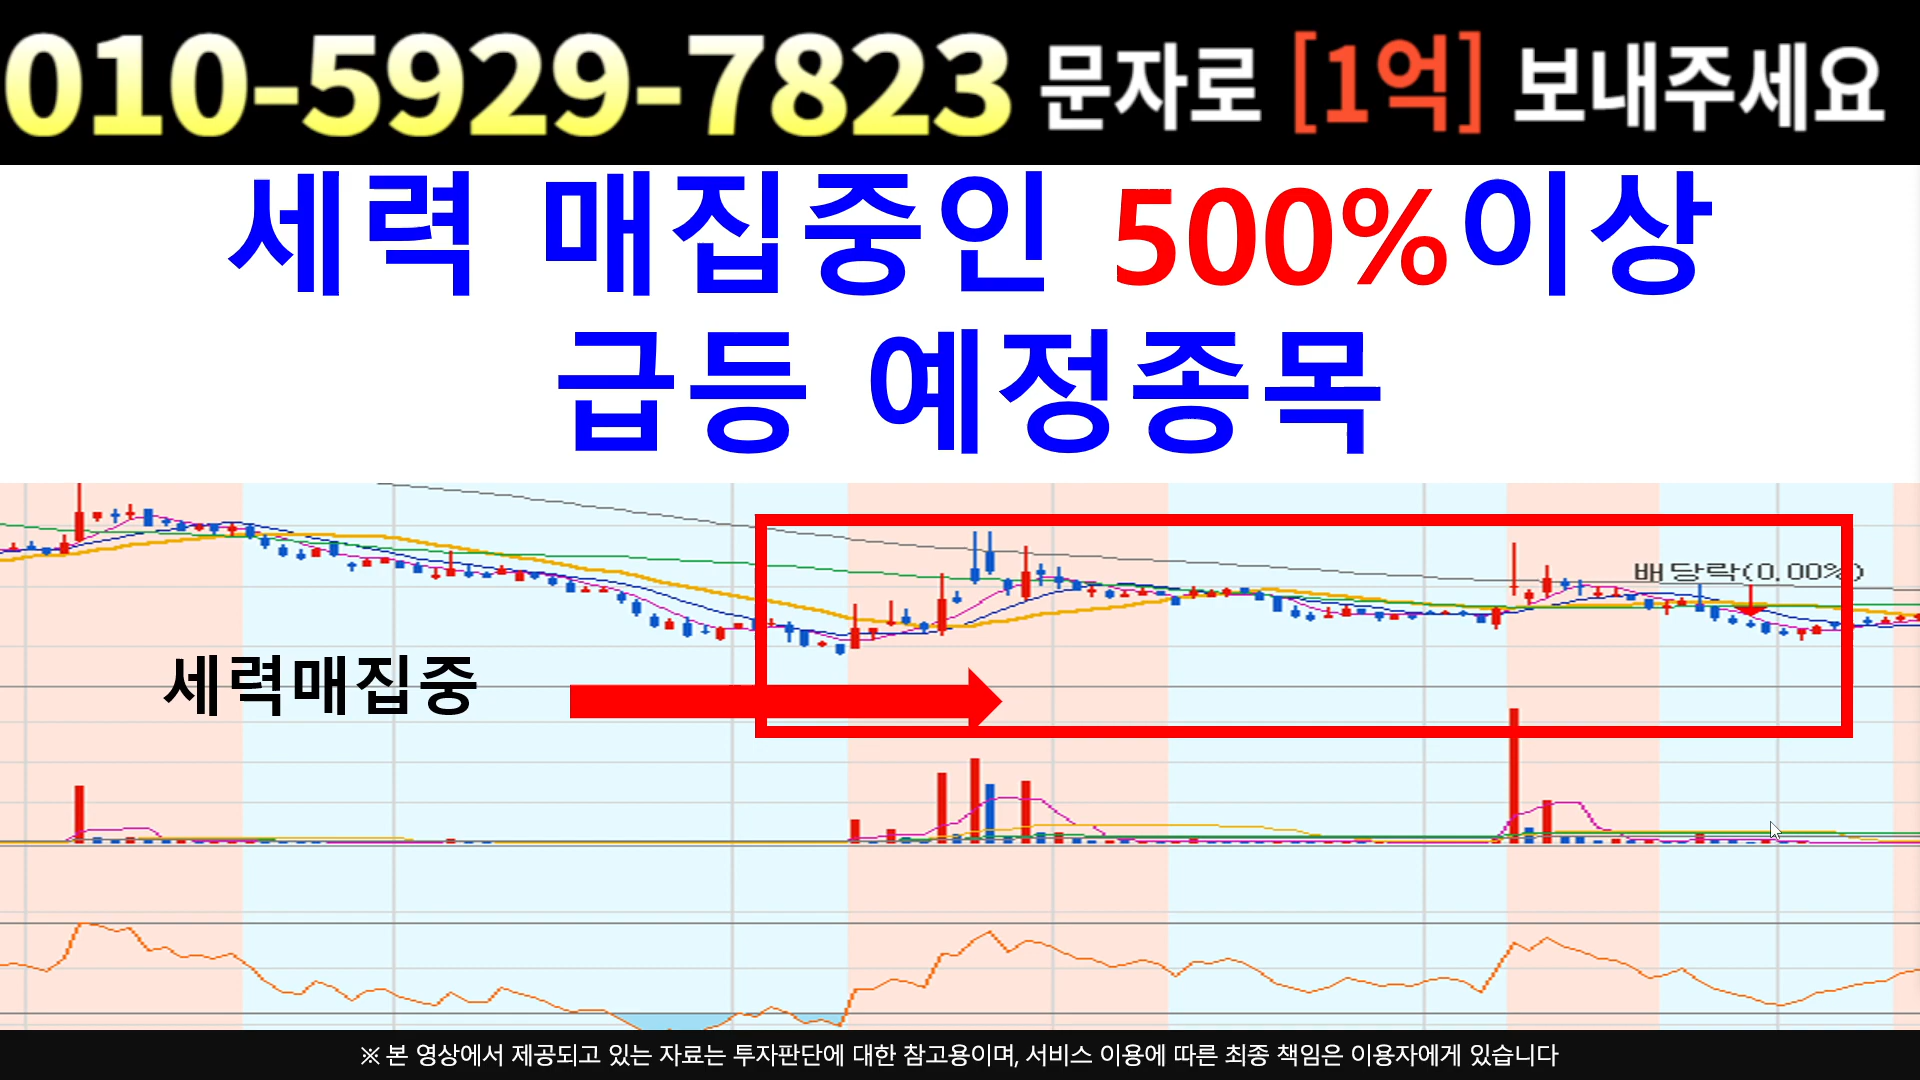 010-5929-7823 문자로 [1억] 보내주세요
세력 매집중인 500%이상
급등 예정종목
배당락(0.00%)
세력매집중
※ 본 영상에서 제공되고 있는 자료는 투자판단에 대한 참고용이며, 서비스 이용에 따른 최종 책임은 이용자에게 있습니다